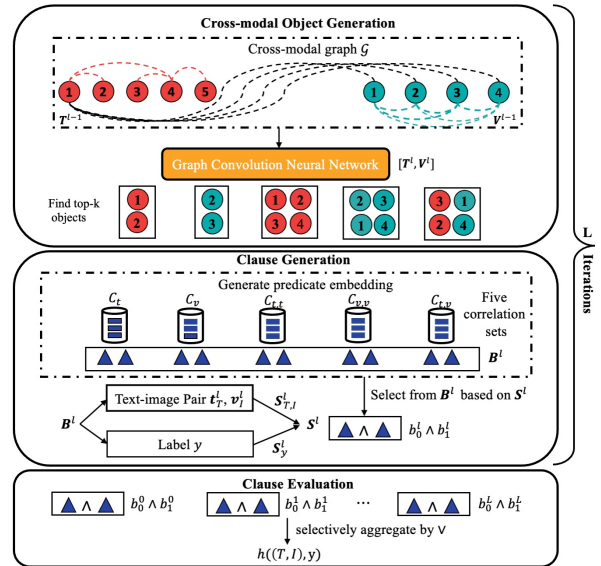 Cross-modal Object Generation
Cross-modal graph 𝒢
1 2 3 4 5 1 2 3 4
T^{l−1} V^{l−1}
Graph Convolution Neural Network [T^l, V^l]
Find top-k
objects
1 2 1 2 2 3 3 1
2 3 3 4 1 4 2 4
L
Iterations
Clause Generation
Generate predicate embedding
C_t C_v C_{t,t} C_{v,v} C_{t,v}
Five
correlation
sets
B^l
Text-image Pair t_T^l, v_I^l
S_{T,I}^l
Select from B^l based on S^l
B^l
S^l
∧ b_0^l ∧ b_1^l
Label y
S_y^l
Clause Evaluation
∧ b_0^0 ∧ b_1^0 ∧ b_0^1 ∧ b_1^1 ⋯ ∧ b_0^L ∧ b_1^L
selectively aggregate by ∨
h((T, I), y)